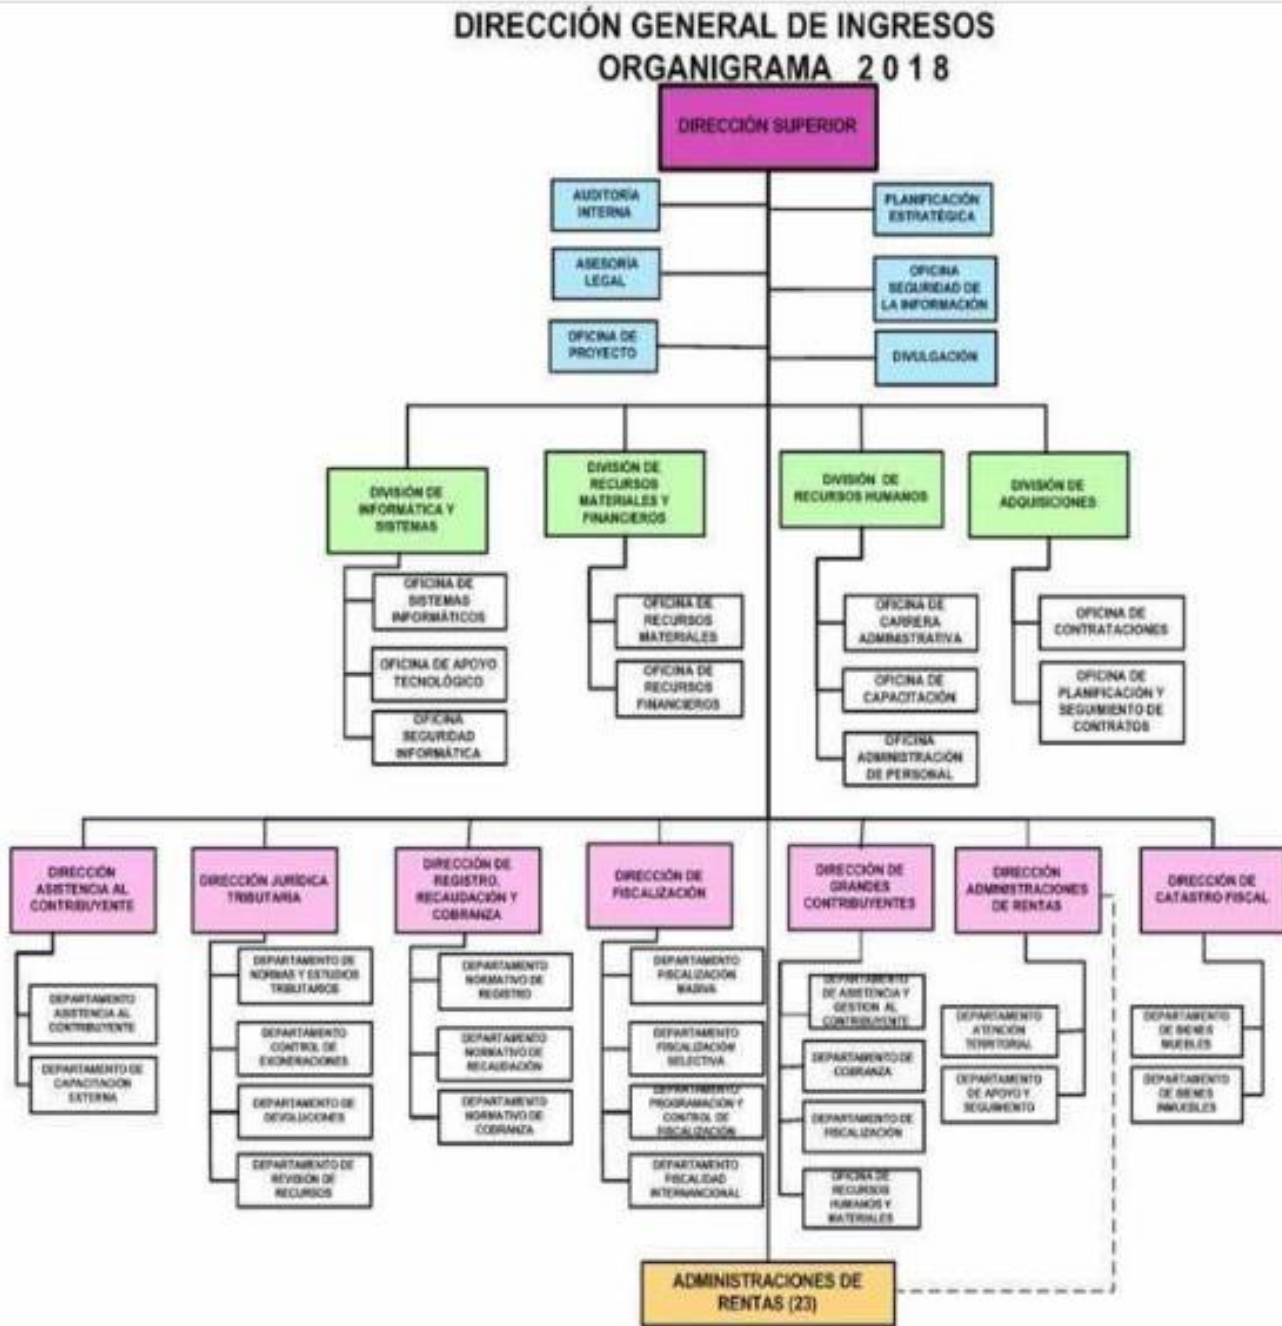 DIRECCIÓN GENERAL DE INGRESOS
ORGANIGRAMA 2 0 1 8
DIRECCIÓN SUPERIOR
AUDITORÍA
INTERNA
PLANIFICACIÓN
ESTRATÉGICA
ASESORÍA
LEGAL
OFICINA
SEGURIDAD DE
LA INFORMACIÓN
OFICINA DE
PROYECTO
DIVULGACIÓN
DIVISIÓN DE
INFORMÁTICA Y
SISTEMAS
DIVISIÓN DE
RECURSOS
MATERIALES Y
FINANCIEROS
DIVISIÓN DE
RECURSOS HUMANOS
DIVISIÓN DE
ADQUISICIONES
OFICINA DE
SISTEMAS
INFORMÁTICOS
OFICINA DE APOYO
TECNOLÓGICO
OFICINA
SEGURIDAD
INFORMÁTICA
OFICINA DE
RECURSOS
MATERIALES
OFICINA DE
RECURSOS
FINANCIEROS
OFICINA DE
CARRERA
ADMINISTRATIVA
OFICINA DE
CAPACITACIÓN
OFICINA
ADMINISTRACIÓN
DE PERSONAL
OFICINA DE
CONTRATACIONES
OFICINA DE
PLANIFICACIÓN Y
SEGUIMIENTO DE
CONTRATOS
DIRECCIÓN
ASISTENCIA AL
CONTRIBUYENTE
DIRECCIÓN JURÍDICA
TRIBUTARIA
DIRECCIÓN DE
REGISTRO,
RECAUDACIÓN Y
COBRANZA
DIRECCIÓN DE
FISCALIZACIÓN
DIRECCIÓN DE
GRANDES
CONTRIBUYENTES
DIRECCIÓN
ADMINISTRACIONES
DE RENTAS
DIRECCIÓN DE
CATASTRO FISCAL
DEPARTAMENTO
ASISTENCIA AL
CONTRIBUYENTE
DEPARTAMENTO DE
CAPACITACIÓN
EXTERNA
DEPARTAMENTO DE
NORMAS Y ESTUDIOS
TRIBUTARIOS
DEPARTAMENTO
CONTROL DE
EXONERACIONES
DEPARTAMENTO DE
DEVOLUCIONES
DEPARTAMENTO DE
REVISIÓN DE
RECURSOS
DEPARTAMENTO
NORMATIVO DE
REGISTRO
DEPARTAMENTO
NORMATIVO DE
RECAUDACIÓN
DEPARTAMENTO
NORMATIVO DE
COBRANZA
DEPARTAMENTO
FISCALIZACIÓN
MASIVA
DEPARTAMENTO
FISCALIZACIÓN
SELECTIVA
DEPARTAMENTO
PROGRAMACIÓN Y
CONTROL DE
FISCALIZACIÓN
DEPARTAMENTO
FISCALIDAD
INTERNANCIONAL
DEPARTAMENTO
DE ASISTENCIA Y
GESTION AL
CONTRIBUYENTE
DEPARTAMENTO DE
COBRANZA
DEPARTAMENTO DE
FISCALIZACIÓN
OFICINA DE
RECURSOS
HUMANOS Y
MATERIALES
DEPARTAMENTO
ATENCIÓN
TERRITORIAL
DEPARTAMENTO
DE APOYO Y
SEGUIMIENTO
DEPARTAMENTO
DE BIENES
MUEBLES
DEPARTAMENTO
DE BIENES
INMUEBLES
ADMINISTRACIONES DE
RENTAS (23)